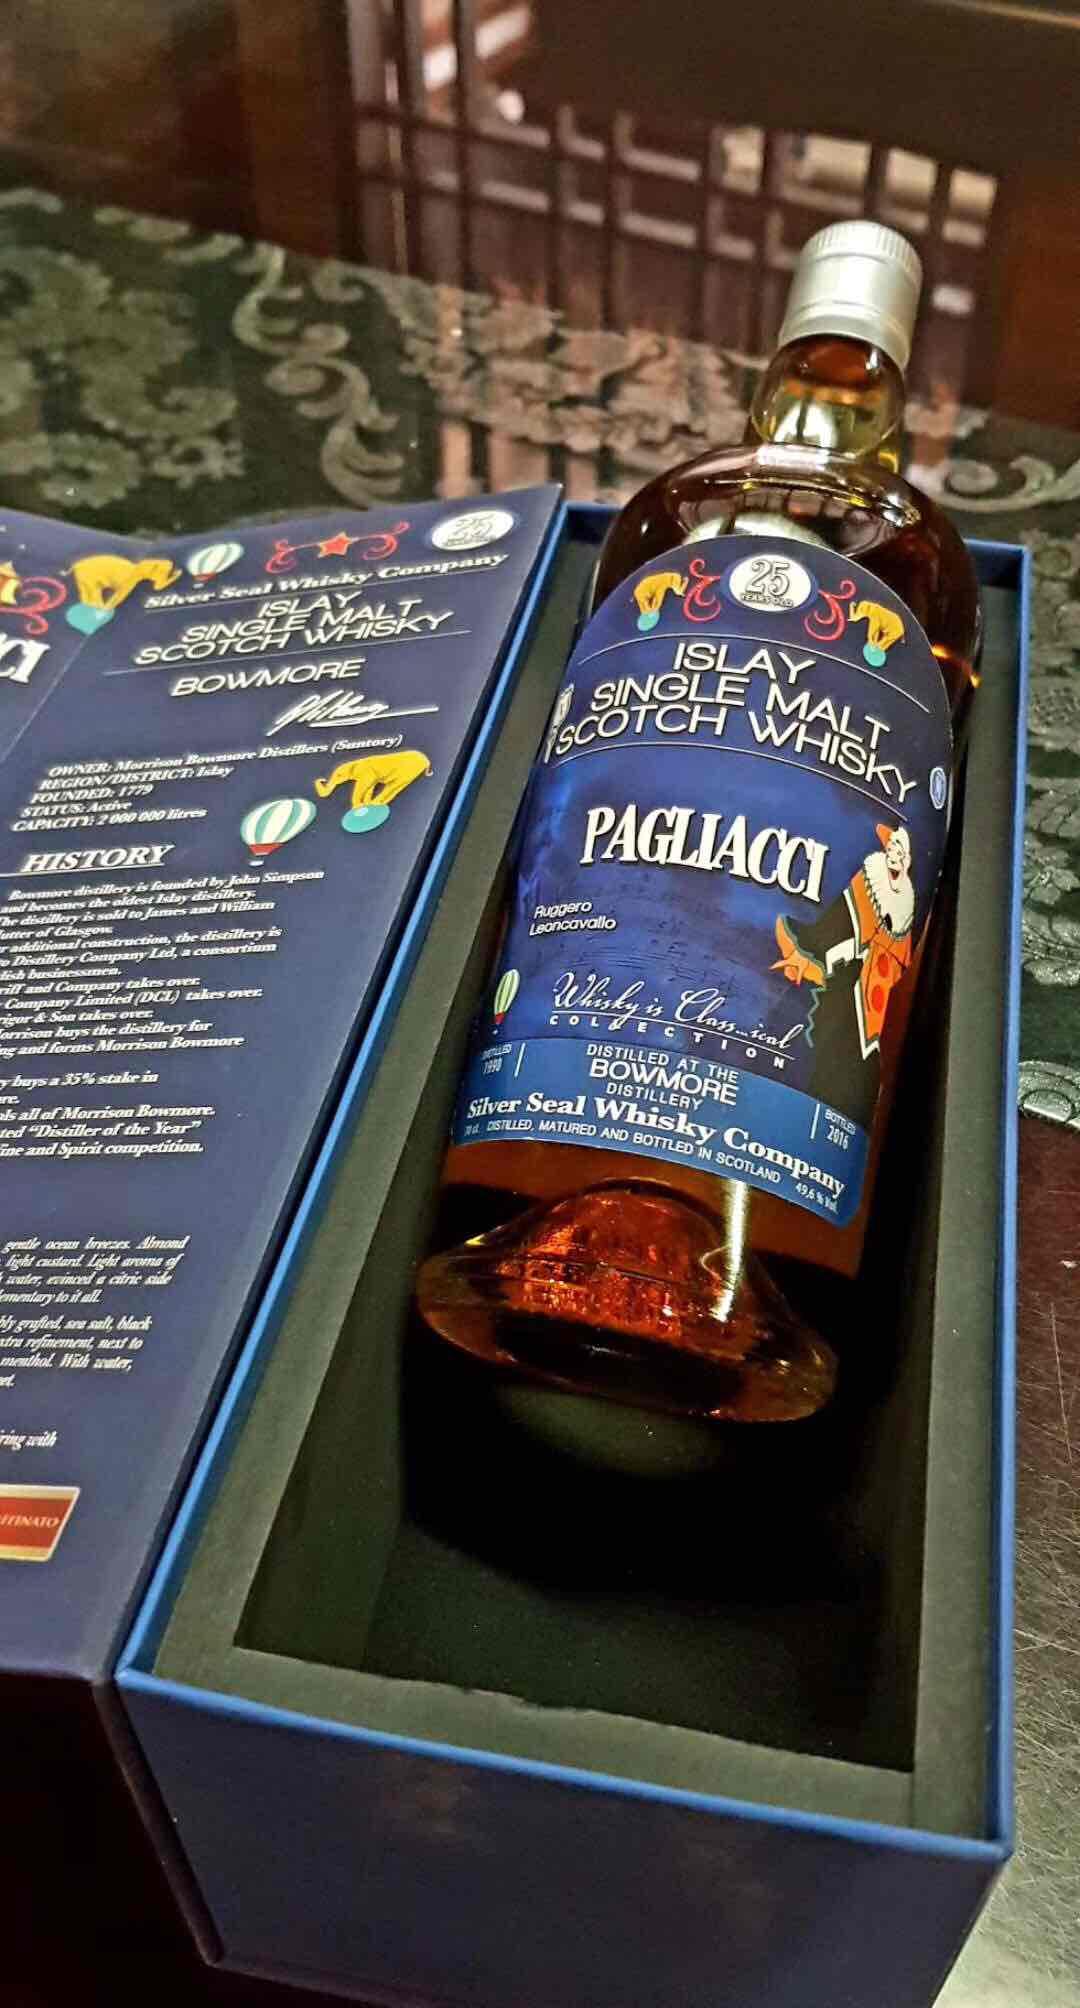 25
Silver Seal Whisky Company
ISLAY
SINGLE MALT
SCOTCH WHISKY
BOWMORE
OWNER: Morrison Bowmore Distillers (Suntory)
REGION/DISTRICT: Islay
FOUNDED: 1779
STATUS: Active
CAPACITY: 2 000 000 litres
HISTORY
Bowmore distillery is founded by John Simpson
and becomes the oldest Islay distillery.
The distillery is sold to James and William
Mutter of Glasgow.
additional construction, the distillery is
Distillery Company Ltd, a consortium
businessmen.
and Company takes over.
Company Limited (DCL) takes over.
& Son takes over.
Morrison buys the distillery for
and forms Morrison Bowmore
buys a 35% stake in
all of Morrison Bowmore.
“Distiller of the Year”
and Spirit competition.
gentle ocean breezes. Almond
light custard. Light aroma of
water, evinced a citric side
to it all.
grafted, sea salt, black
extra refinement, next to
menthol. With water,
with
CCI
25
YEARS OLD
ISLAY
SINGLE MALT
SCOTCH WHISKY
PAGLIACCI
Ruggero
Leoncavallo
Whisky is Class...ical
COLLECTION
DISTILLED
1990
DISTILLED AT THE
BOWMORE
DISTILLERY
BOTTLED
2016
Silver Seal Whisky Company
70 cl. DISTILLED, MATURED AND BOTTLED IN SCOTLAND 49,6 % Vol.